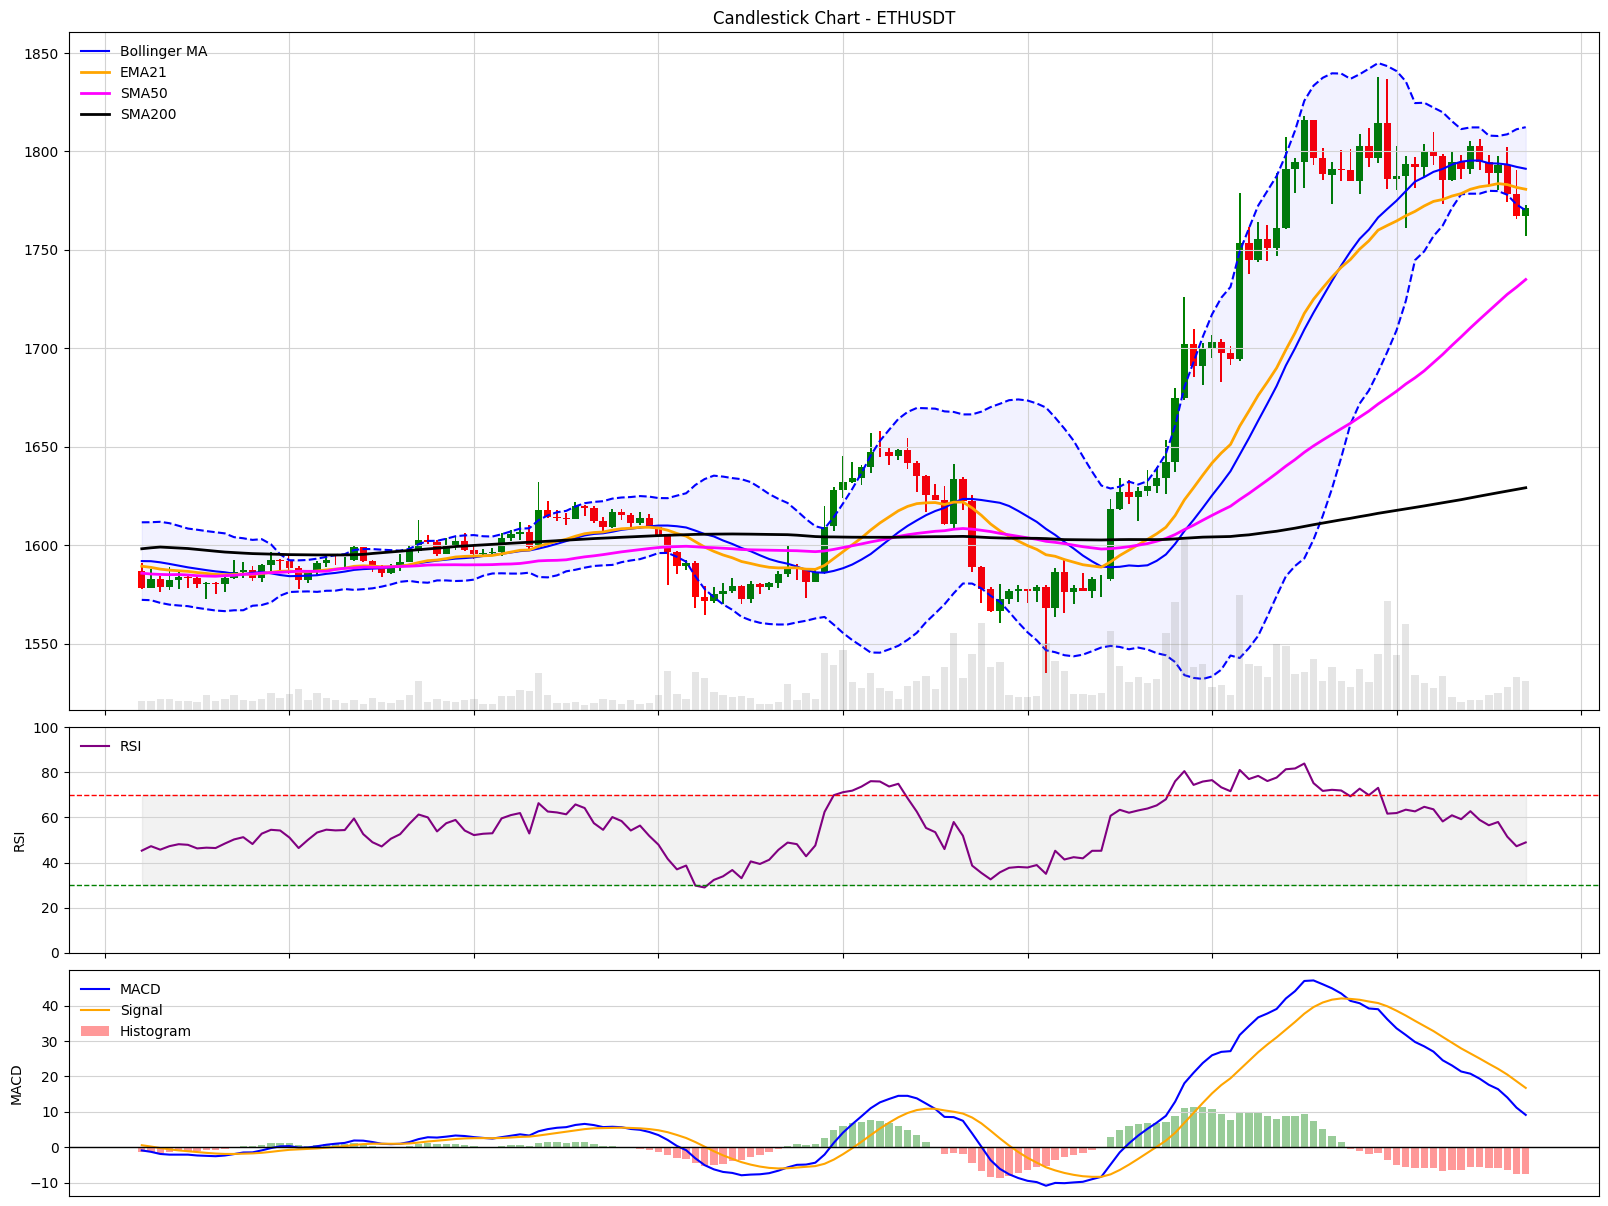 Candlestick Chart - ETHUSDT
Bollinger MA
EMA21
SMA50
SMA200
1850
1800
1750
1700
1650
1600
1550
RSI
100
80
60
40
20
0
RSI
MACD
Signal
Histogram
40
30
20
10
0
−10
MACD